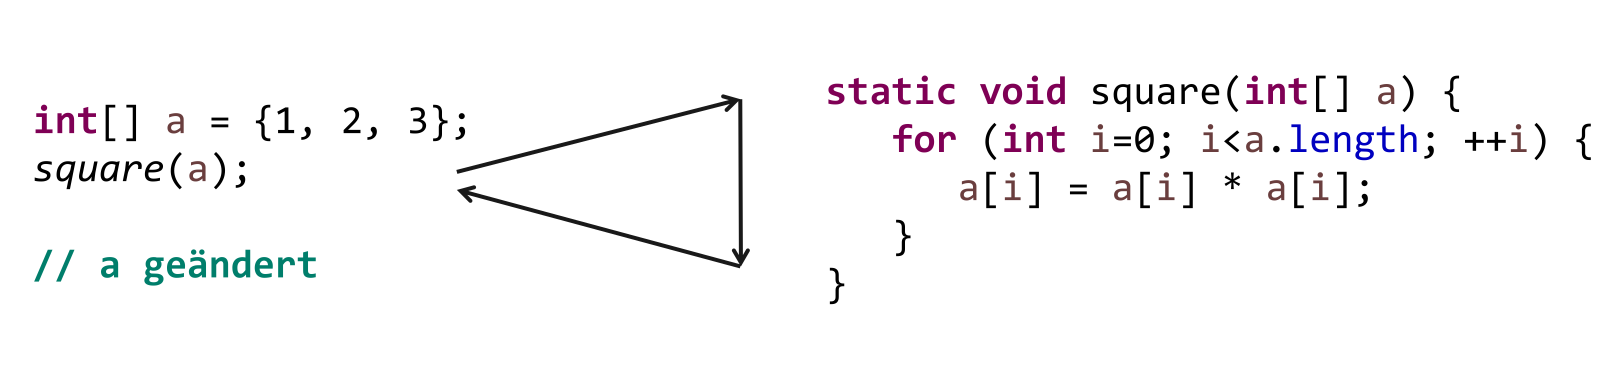 int[] a = {1, 2, 3};
square(a);
// a geändert
static void square(int[] a) {
for (int i=0; i<a.length; ++i) {
a[i] = a[i] * a[i];
}
}